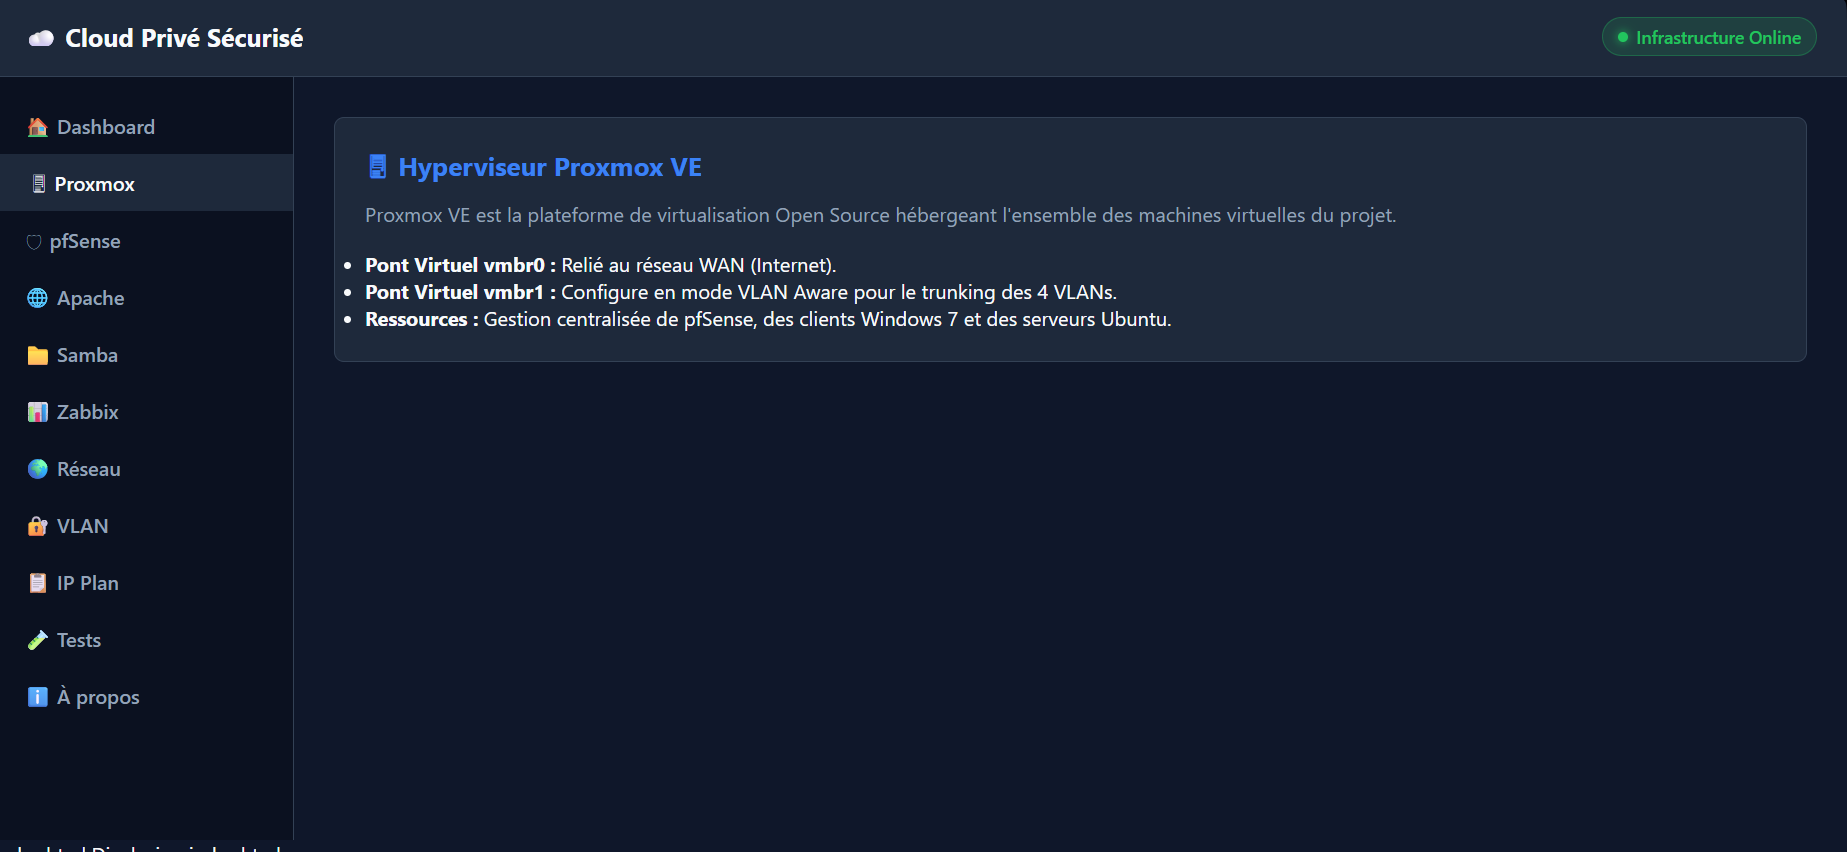 Cloud Privé Sécurisé
Infrastructure Online
Dashboard
Proxmox
pfSense
Apache
Samba
Zabbix
Réseau
VLAN
IP Plan
Tests
À propos
Hyperviseur Proxmox VE
Proxmox VE est la plateforme de virtualisation Open Source hébergeant l'ensemble des machines virtuelles du projet.
Pont Virtuel vmbr0 : Relié au réseau WAN (Internet).
Pont Virtuel vmbr1 : Configure en mode VLAN Aware pour le trunking des 4 VLANs.
Ressources : Gestion centralisée de pfSense, des clients Windows 7 et des serveurs Ubuntu.